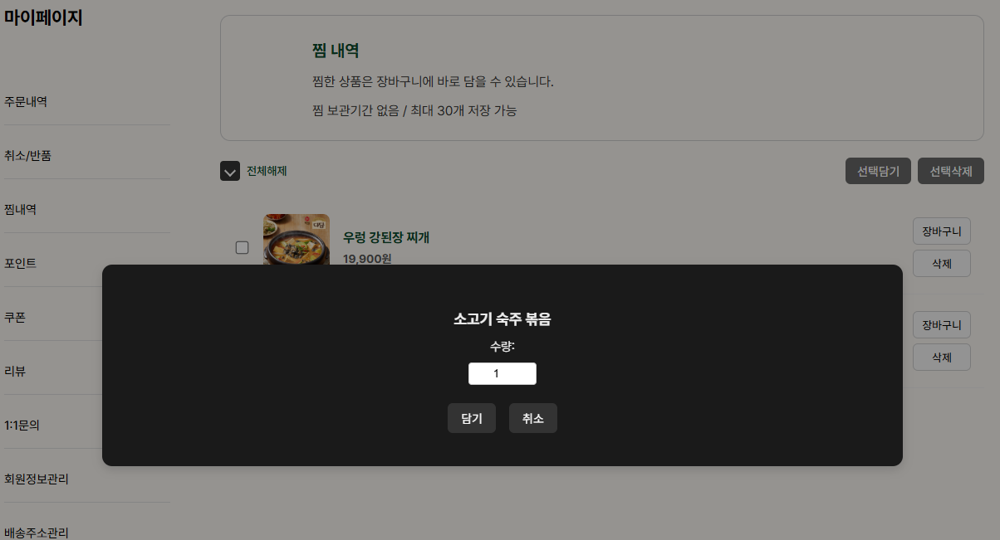 마이페이지
주문내역
취소/반품
찜내역
포인트
쿠폰
리뷰
1:1문의
회원정보관리
배송주소관리
찜 내역
찜한 상품은 장바구니에 바로 담을 수 있습니다.
찜 보관기간 없음 / 최대 30개 저장 가능
전체해제
선택담기
선택삭제
우렁 강된장 찌개
19,900원
장바구니
삭제
장바구니
삭제
소고기 숙주 볶음
수량:
1
담기
취소